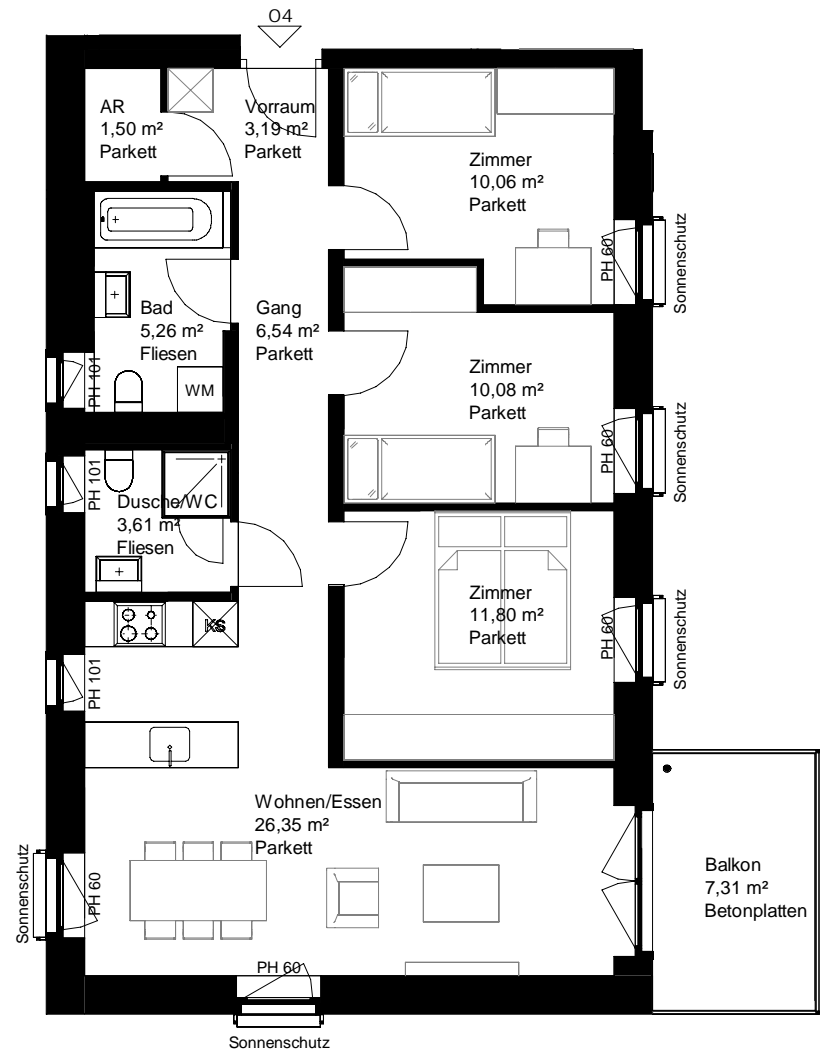 O4
AR
1,50 m²
Parkett
Vorraum
3,19 m²
Parkett
Zimmer
10,06 m²
Parkett
PH 60
Sonnenschutz
Bad
5,26 m²
Fliesen
WM
PH 101
Gang
6,54 m²
Parkett
Zimmer
10,08 m²
Parkett
PH 60
Sonnenschutz
PH 101
Dusche/WC
3,61 m²
Fliesen
Zimmer
11,80 m²
Parkett
PH 60
Sonnenschutz
KS
PH 101
Wohnen/Essen
26,35 m²
Parkett
Sonnenschutz
PH 60
Balkon
7,31 m²
Betonplatten
PH 60
Sonnenschutz